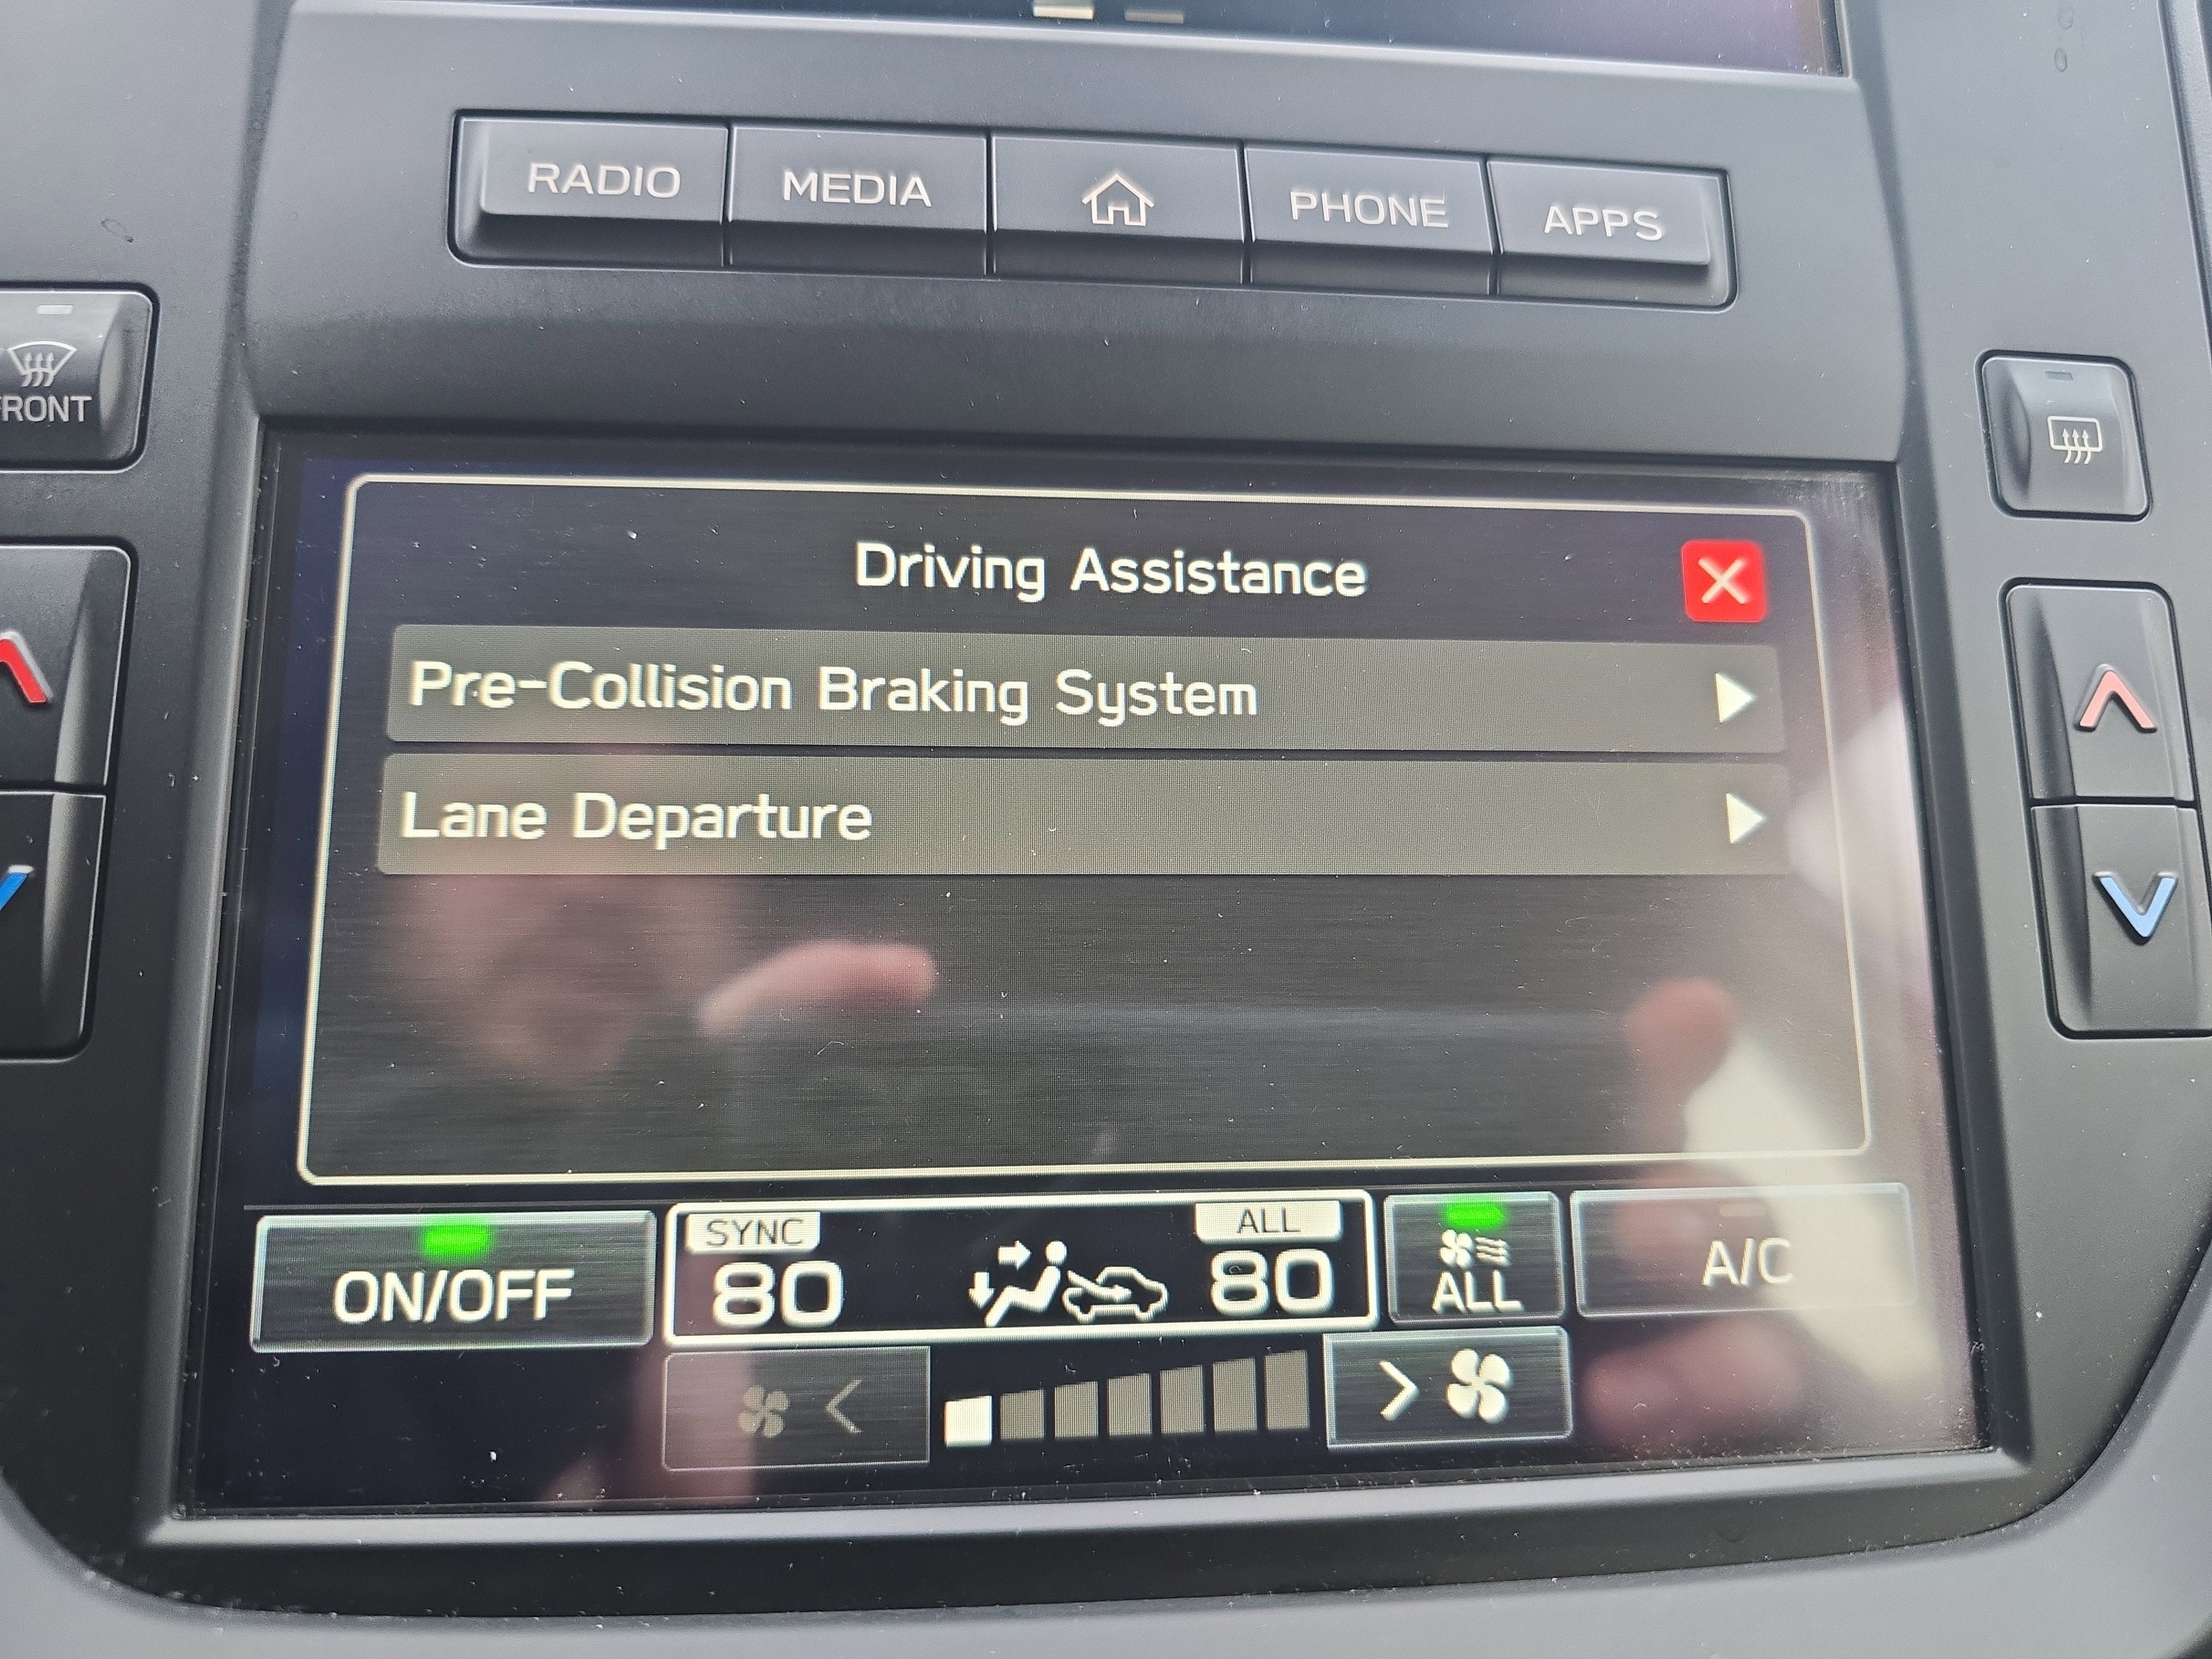 RADIO MEDIA PHONE APPS
FRONT
Driving Assistance
Pre-Collision Braking System
Lane Departure
ON/OFF
SYNC
80
ALL
80
ALL
A/C